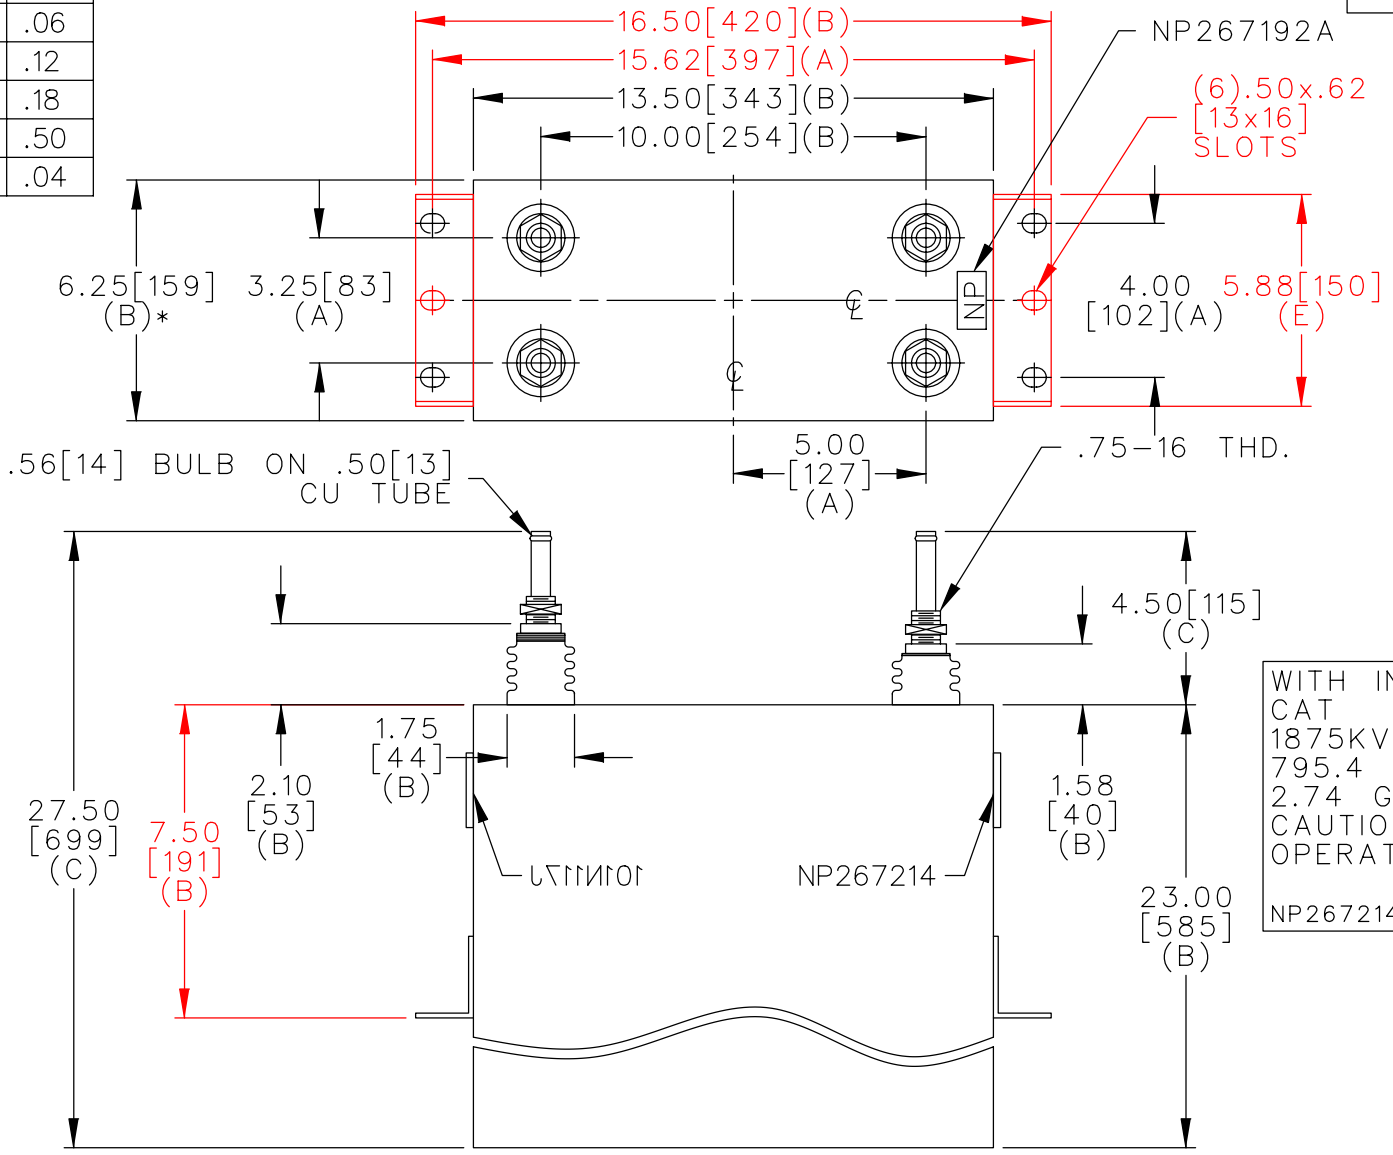 .06
.12
.18
.50
.04
16.50[420](B)
15.62[397](A)
13.50[343](B)
10.00[254](B)
NP267192A
(6).50x.62
[13x16]
SLOTS
6.25[159]
(B)*
3.25[83]
(A)
NP
℄
℄
4.00
[102](A)
5.88[150]
(E)
5.00
[127]
(A)
.56[14] BULB ON .50[13]
CU TUBE
.75-16 THD.
4.50[115]
(C)
1.75
[44]
(B)
2.10
[53]
(B)
1.58
[40]
(B)
27.50
[699]
(C)
7.50
[191]
(B)
101N117J
NP267214
23.00
[585]
(B)
WITH IN
CAT
1875KV
795.4
2.74 G
CAUTIO
OPERAT
NP267214